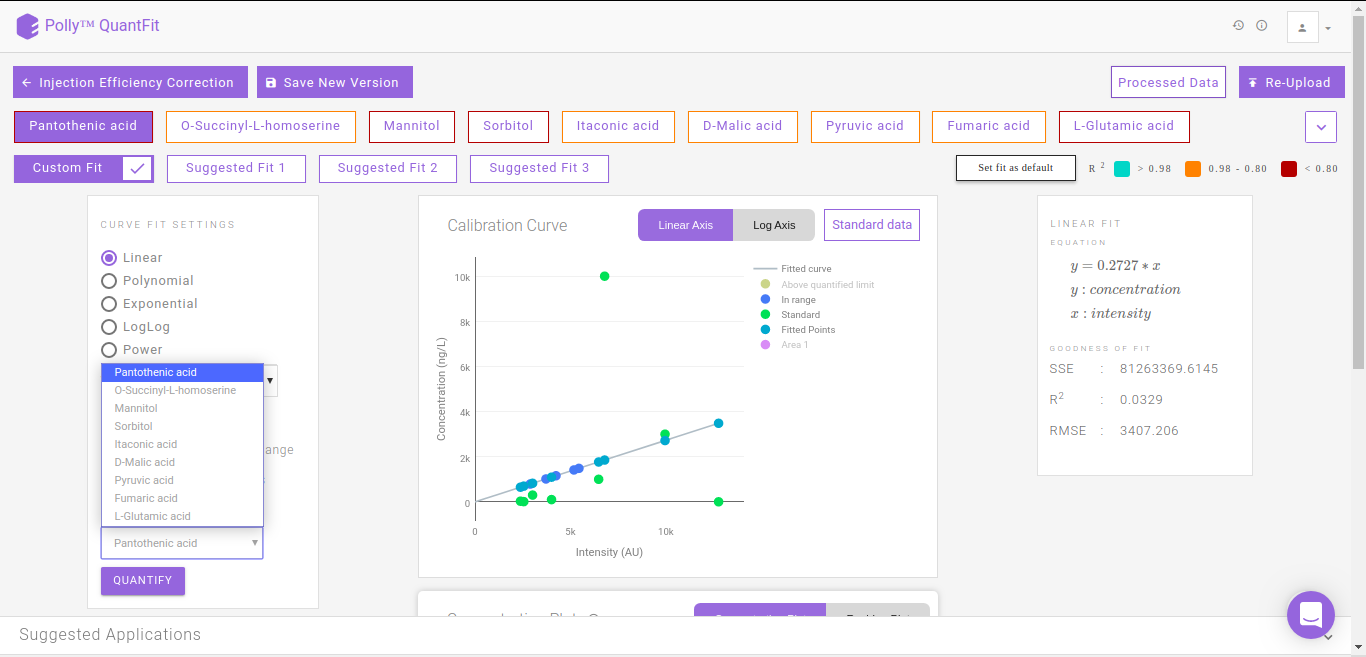 Polly™ QuantFit
Injection Efficiency Correction
Save New Version
Processed Data
Re-Upload
Pantothenic acid
O-Succinyl-L-homoserine
Mannitol
Sorbitol
Itaconic acid
D-Malic acid
Pyruvic acid
Fumaric acid
L-Glutamic acid
Custom Fit
Suggested Fit 1
Suggested Fit 2
Suggested Fit 3
Set fit as default
R 2
> 0.98
0.98 - 0.80
< 0.80
CURVE FIT SETTINGS
Linear
Polynomial
Exponential
LogLog
Power
Pantothenic acid
O-Succinyl-L-homoserine
Mannitol
Sorbitol
Itaconic acid
D-Malic acid
Pyruvic acid
Fumaric acid
L-Glutamic acid
ange
Pantothenic acid
QUANTIFY
Calibration Curve
Linear Axis
Log Axis
Standard data
10k
8k
6k
4k
2k
0
Concentration (ng/L)
0
5k
10k
Intensity (AU)
Fitted curve
Above quantified limit
In range
Standard
Fitted Points
Area 1
LINEAR FIT
EQUATION
y = 0.2727 * x
y : concentration
x : intensity
GOODNESS OF FIT
SSE : 81263369.6145
R2 : 0.0329
RMSE : 3407.206
Suggested Applications